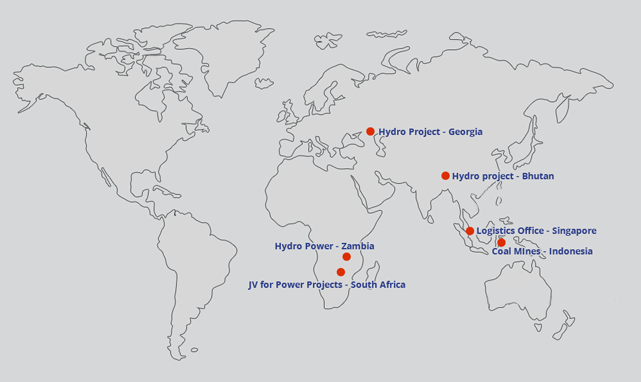 Hydro Project - Georgia
Hydro project - Bhutan
Logistics Office - Singapore
Hydro Power - Zambia
Coal Mines - Indonesia
JV for Power Projects - South Africa